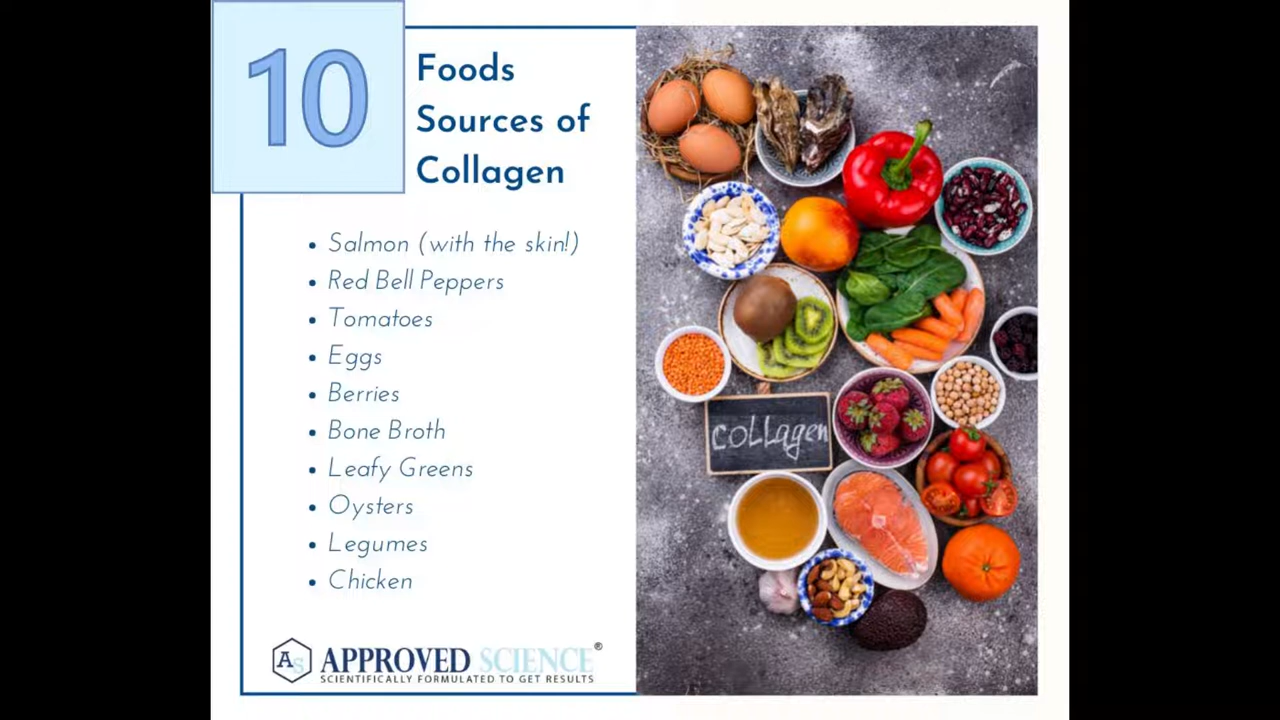 10
Foods
Sources of
Collagen
• Salmon (with the skin!)
• Red Bell Peppers
• Tomatoes
• Eggs
• Berries
• Bone Broth
• Leafy Greens
• Oysters
• Legumes
• Chicken
collagen
AS APPROVED SCIENCE®
SCIENTIFICALLY FORMULATED TO GET RESULTS